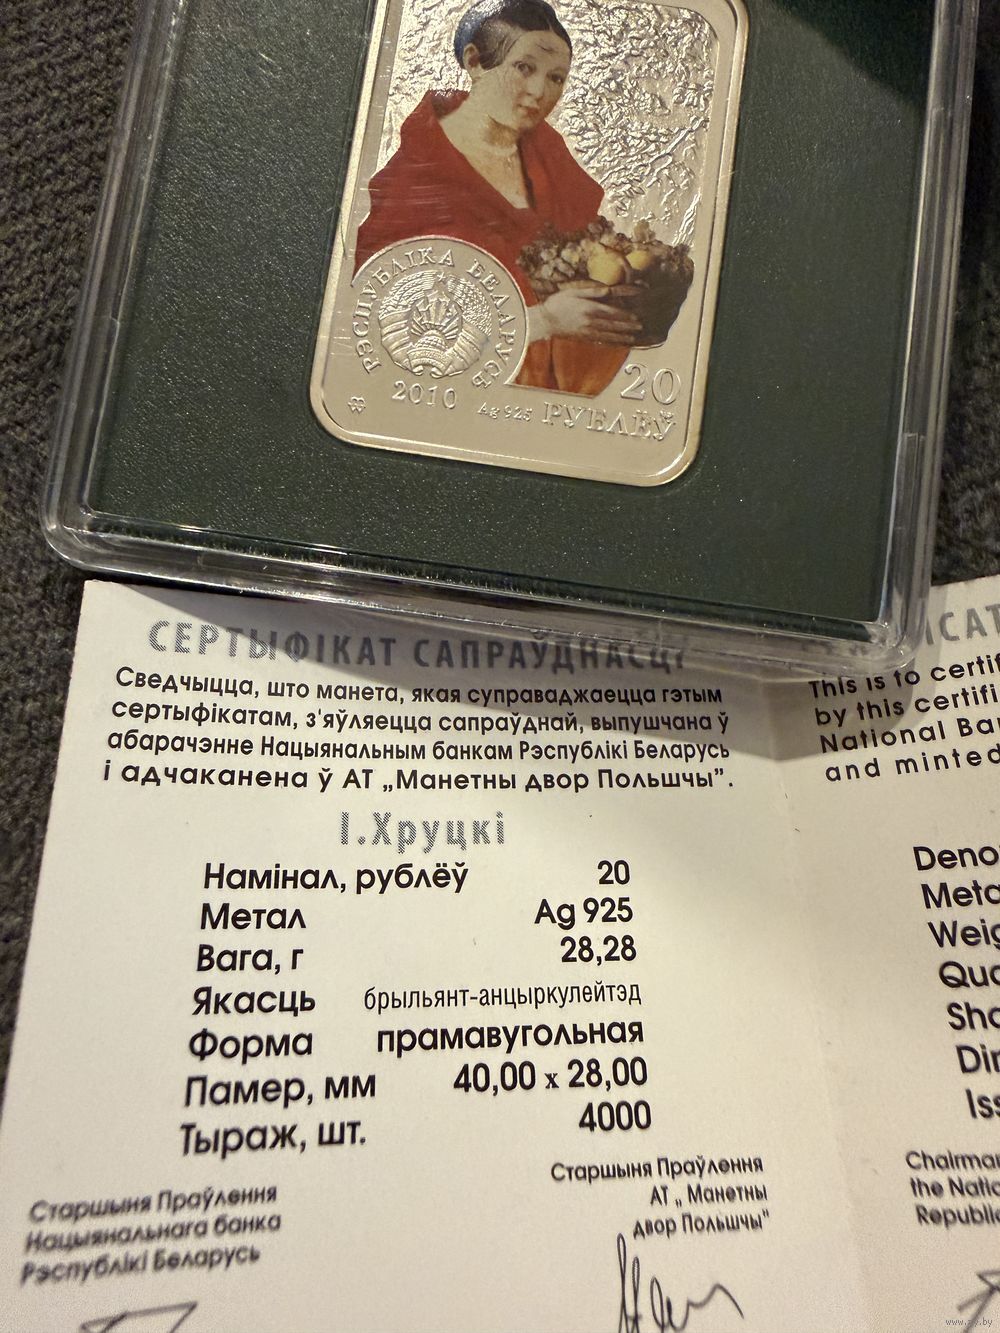 РЭСПУБЛІКА БЕЛАРУСЬ
2010
Ag 925
20
РУБЛЁЎ
СЕРТЫФІКАТ САПРАЎДНАСЦІ
Сведчыцца, што манета, якая суправаджаецца гэтым
сертыфікатам, з'яўляецца сапраўднай, выпушчана ў
абарачэнне Нацыянальным банкам Рэспублікі Беларусь
і адчаканена ў АТ „Манетны двор Польшчы”.
І.Хруцкі
Намінал, рублёў 20
Метал Ag 925
Вага, г 28,28
Якасць брыльянт-анцыркулейтэд
Форма прамавугольная
Памер, мм 40,00 x 28,00
Тыраж, шт. 4000
Старшыня Праўлення
Нацыянальнага банка
Рэспублікі Беларусь
Старшыня Праўлення
АТ „ Манетны
двор Польшчы"
This is to certif
by this certifi
National Ba
and minted
Deno
Meta
Weig
Qua
Sha
Dim
Iss
Chairma
the Natio
Republi
www.ay.by